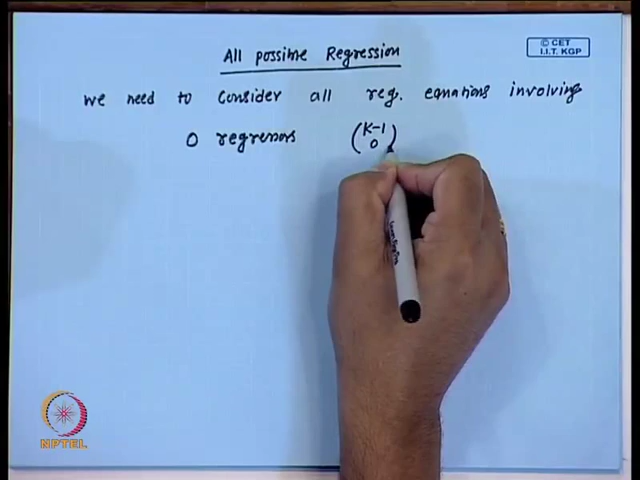 All possible Regression
© CET
I.I.T. KGP
we need to consider all reg. equations involving
0 regressors (K-1
0)
NPTEL